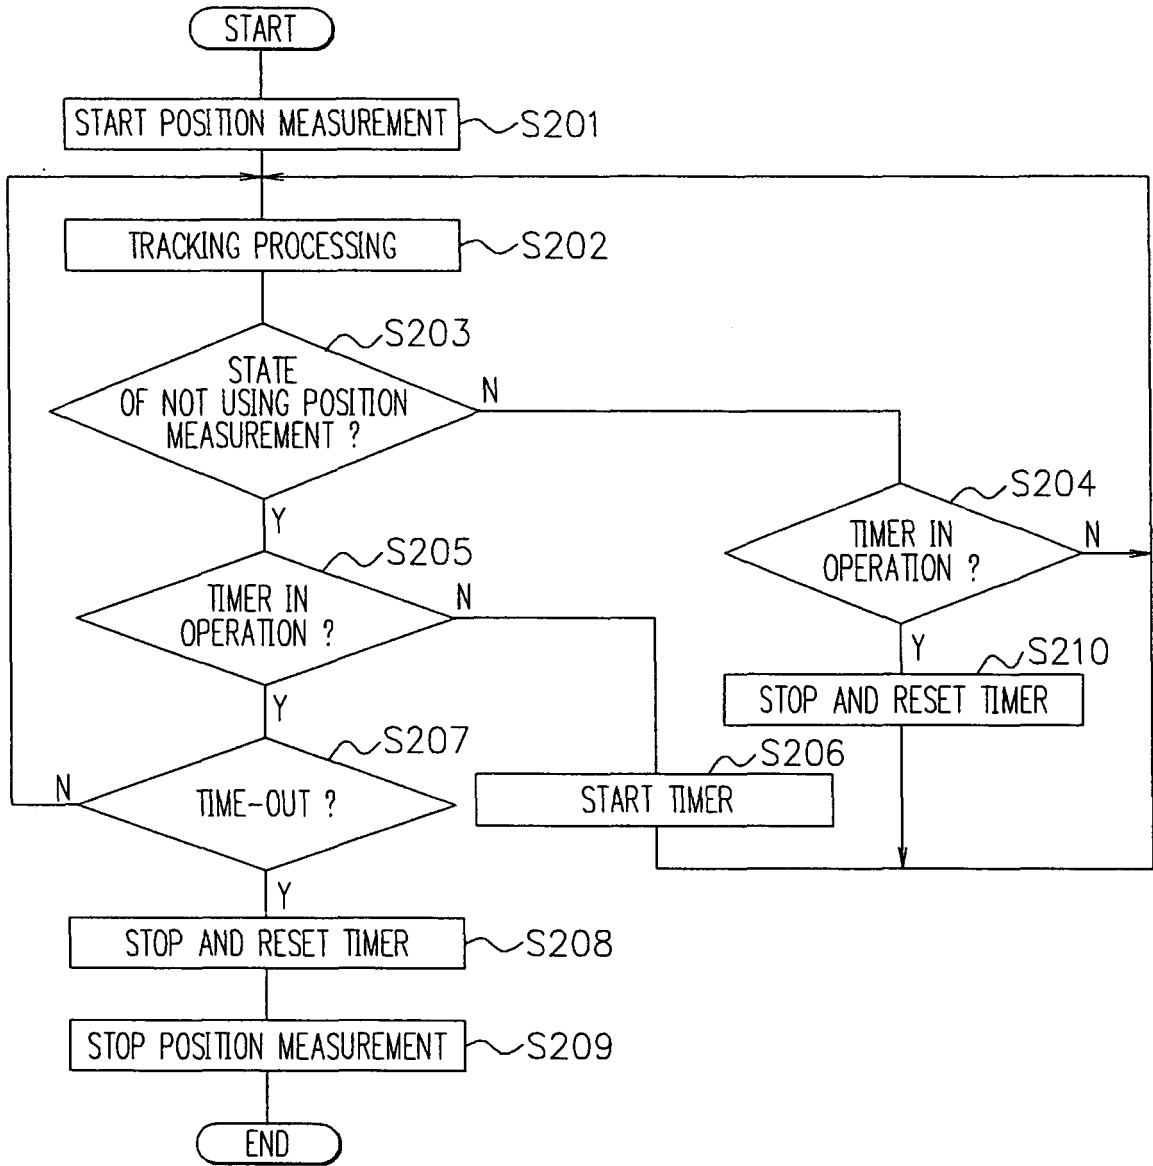 START
START POSITION MEASUREMENT
S201
TRACKING PROCESSING
S202
S203
STATE
OF NOT USING POSITION
MEASUREMENT ?
N
Y
S204
TIMER IN
OPERATION ?
N
Y
S205
TIMER IN
OPERATION ?
N
Y
S210
STOP AND RESET TIMER
S206
START TIMER
S207
TIME-OUT ?
N
Y
STOP AND RESET TIMER
S208
STOP POSITION MEASUREMENT
S209
END